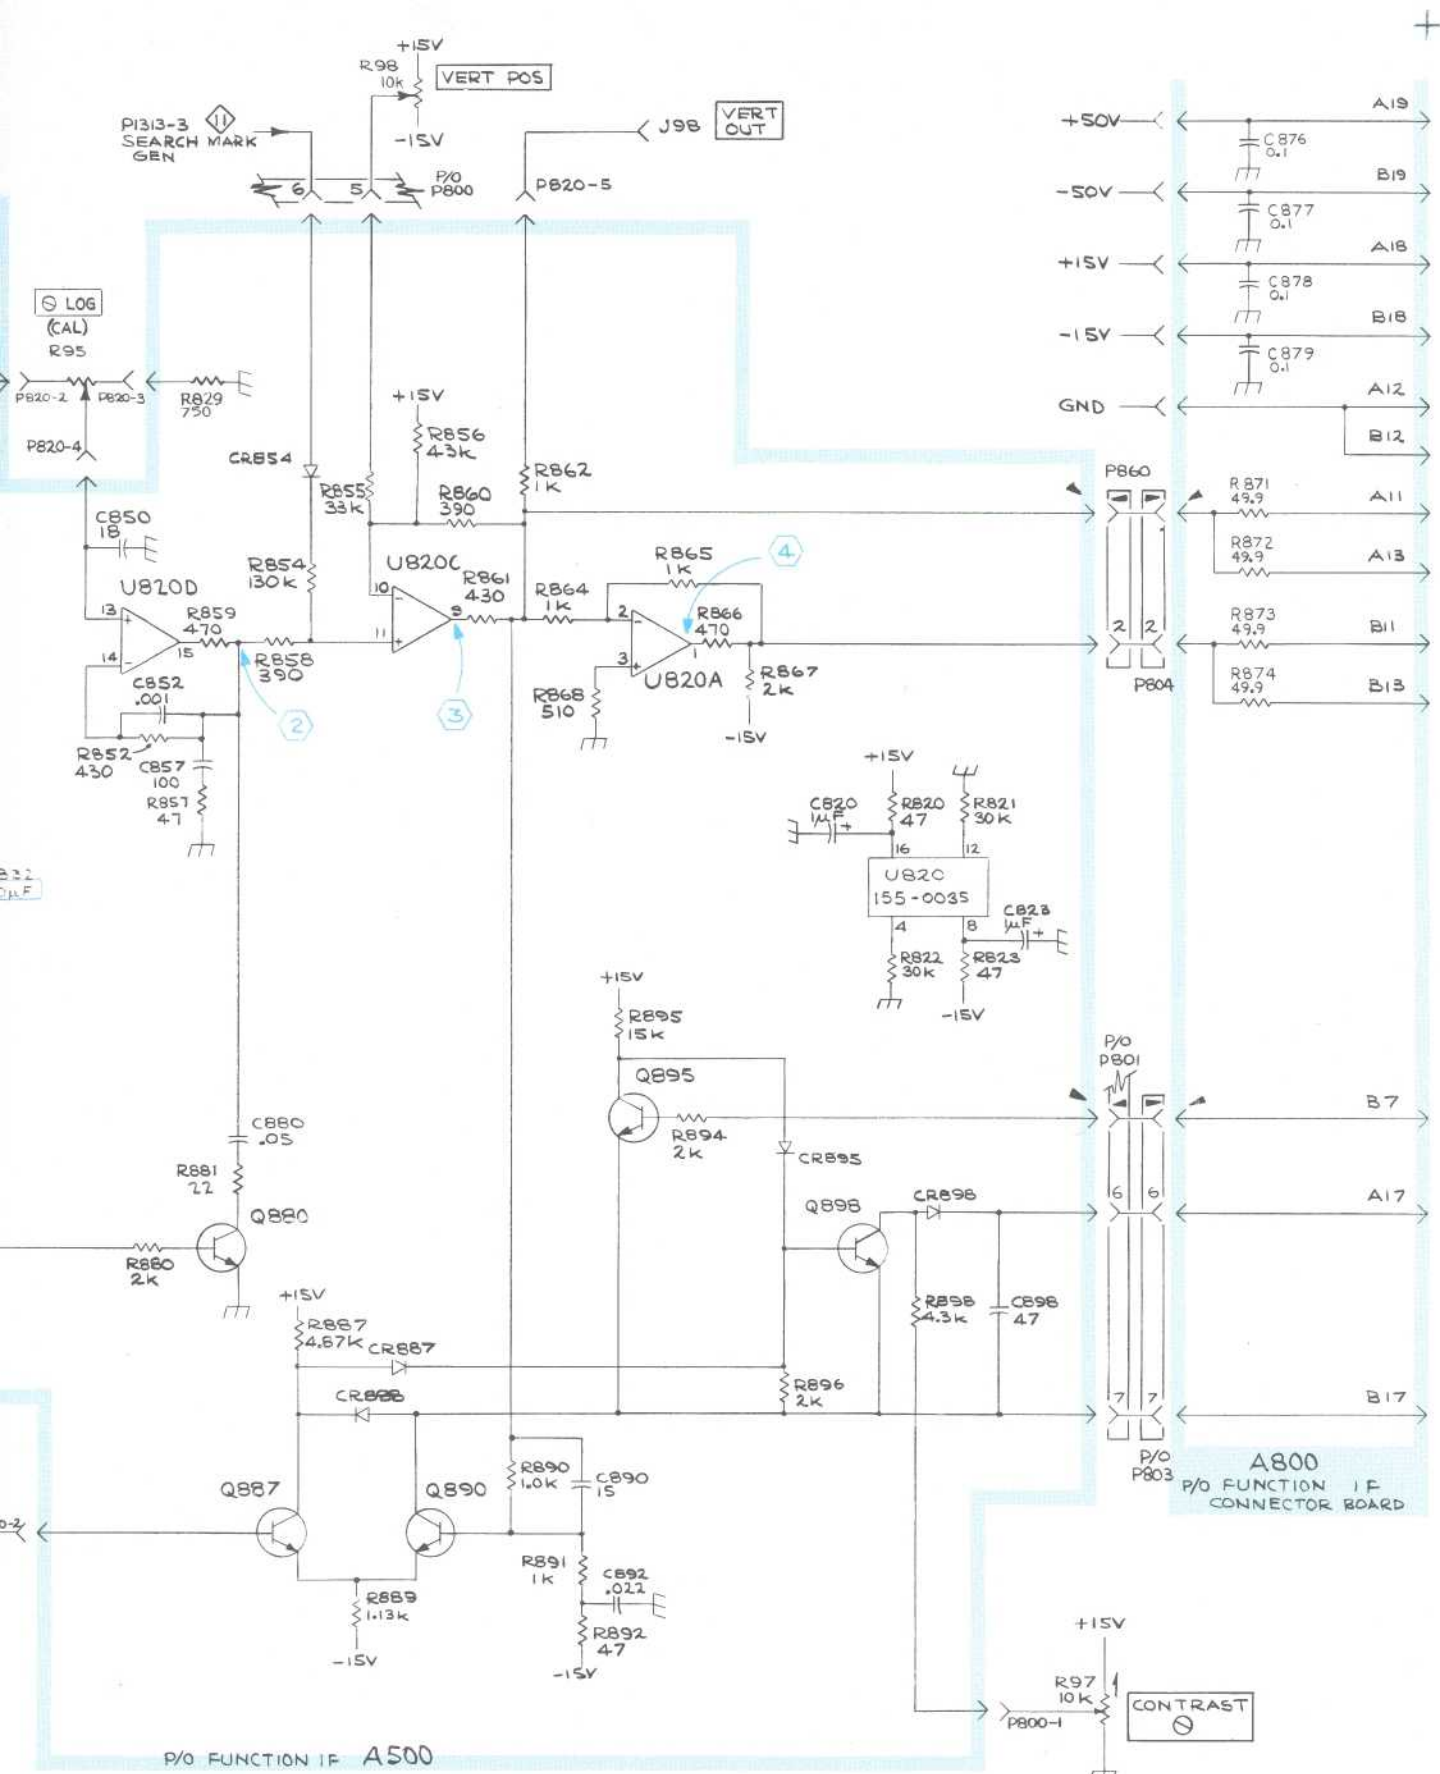 +15V
R98
10K
VERT POS
-15V
P1313-3
11
SEARCH MARK
GEN
6
5
P/O
P800
J98
VERT
OUT
P820-5
+50V
A19
C876
0.1
-50V
B19
C877
0.1
+15V
A18
C878
0.1
-15V
B18
C879
0.1
GND
A12
B12
LOG
(CAL)
R95
P820-2
P820-3
R829
750
P820-4
CR854
+15V
R856
43K
R855
33K
R860
390
R862
1K
P860
R871
49.9
A11
R872
49.9
A13
R873
49.9
B11
R874
49.9
B13
2
2
P804
C850
18
U820D
13
+
14
-
15
R859
470
R854
130K
R858
390
2
U820C
10
-
11
+
9
R861
430
3
R864
1K
R865
1K
4
2
-
3
+
1
U820A
R866
470
R867
2K
-15V
R868
510
C852
.001
R852
430
C857
100
R857
47
+15V
C820
1µF
+
R820
47
R821
30K
16
12
U820
155-0035
4
8
C823
1µF
+
R822
30K
R823
47
-15V
+15V
R895
15K
Q895
R894
2K
CR895
P/O
P801
B7
6
6
A17
7
7
B17
P/O
P803
C880
.05
R881
22
Q880
R880
2K
Q898
CR898
R898
4.3K
C898
47
+15V
R887
4.87K
CR887
CR888
R896
2K
Q887
Q890
R890
1.0K
C890
15
R889
1.13K
-15V
R891
1K
C892
.022
R892
47
-15V
A800
P/O FUNCTION IF
CONNECTOR BOARD
+15V
R97
10K
P800-1
CONTRAST
P/O FUNCTION IF A500